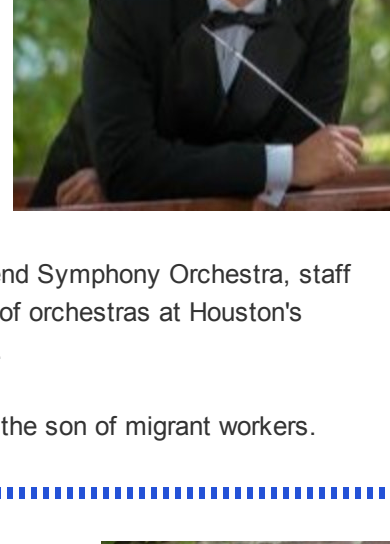 end Symphony Orchestra, staff
of orchestras at Houston's
.
the son of migrant workers.